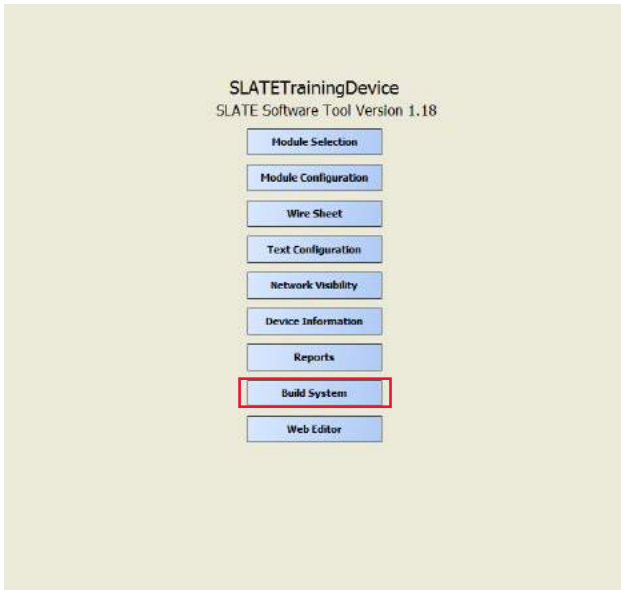 SLATETrainingDevice
SLATE Software Tool Version 1.18
Module Selection
Module Configuration
Wire Sheet
Text Configuration
Network Visibility
Device Information
Reports
Build System
Web Editor